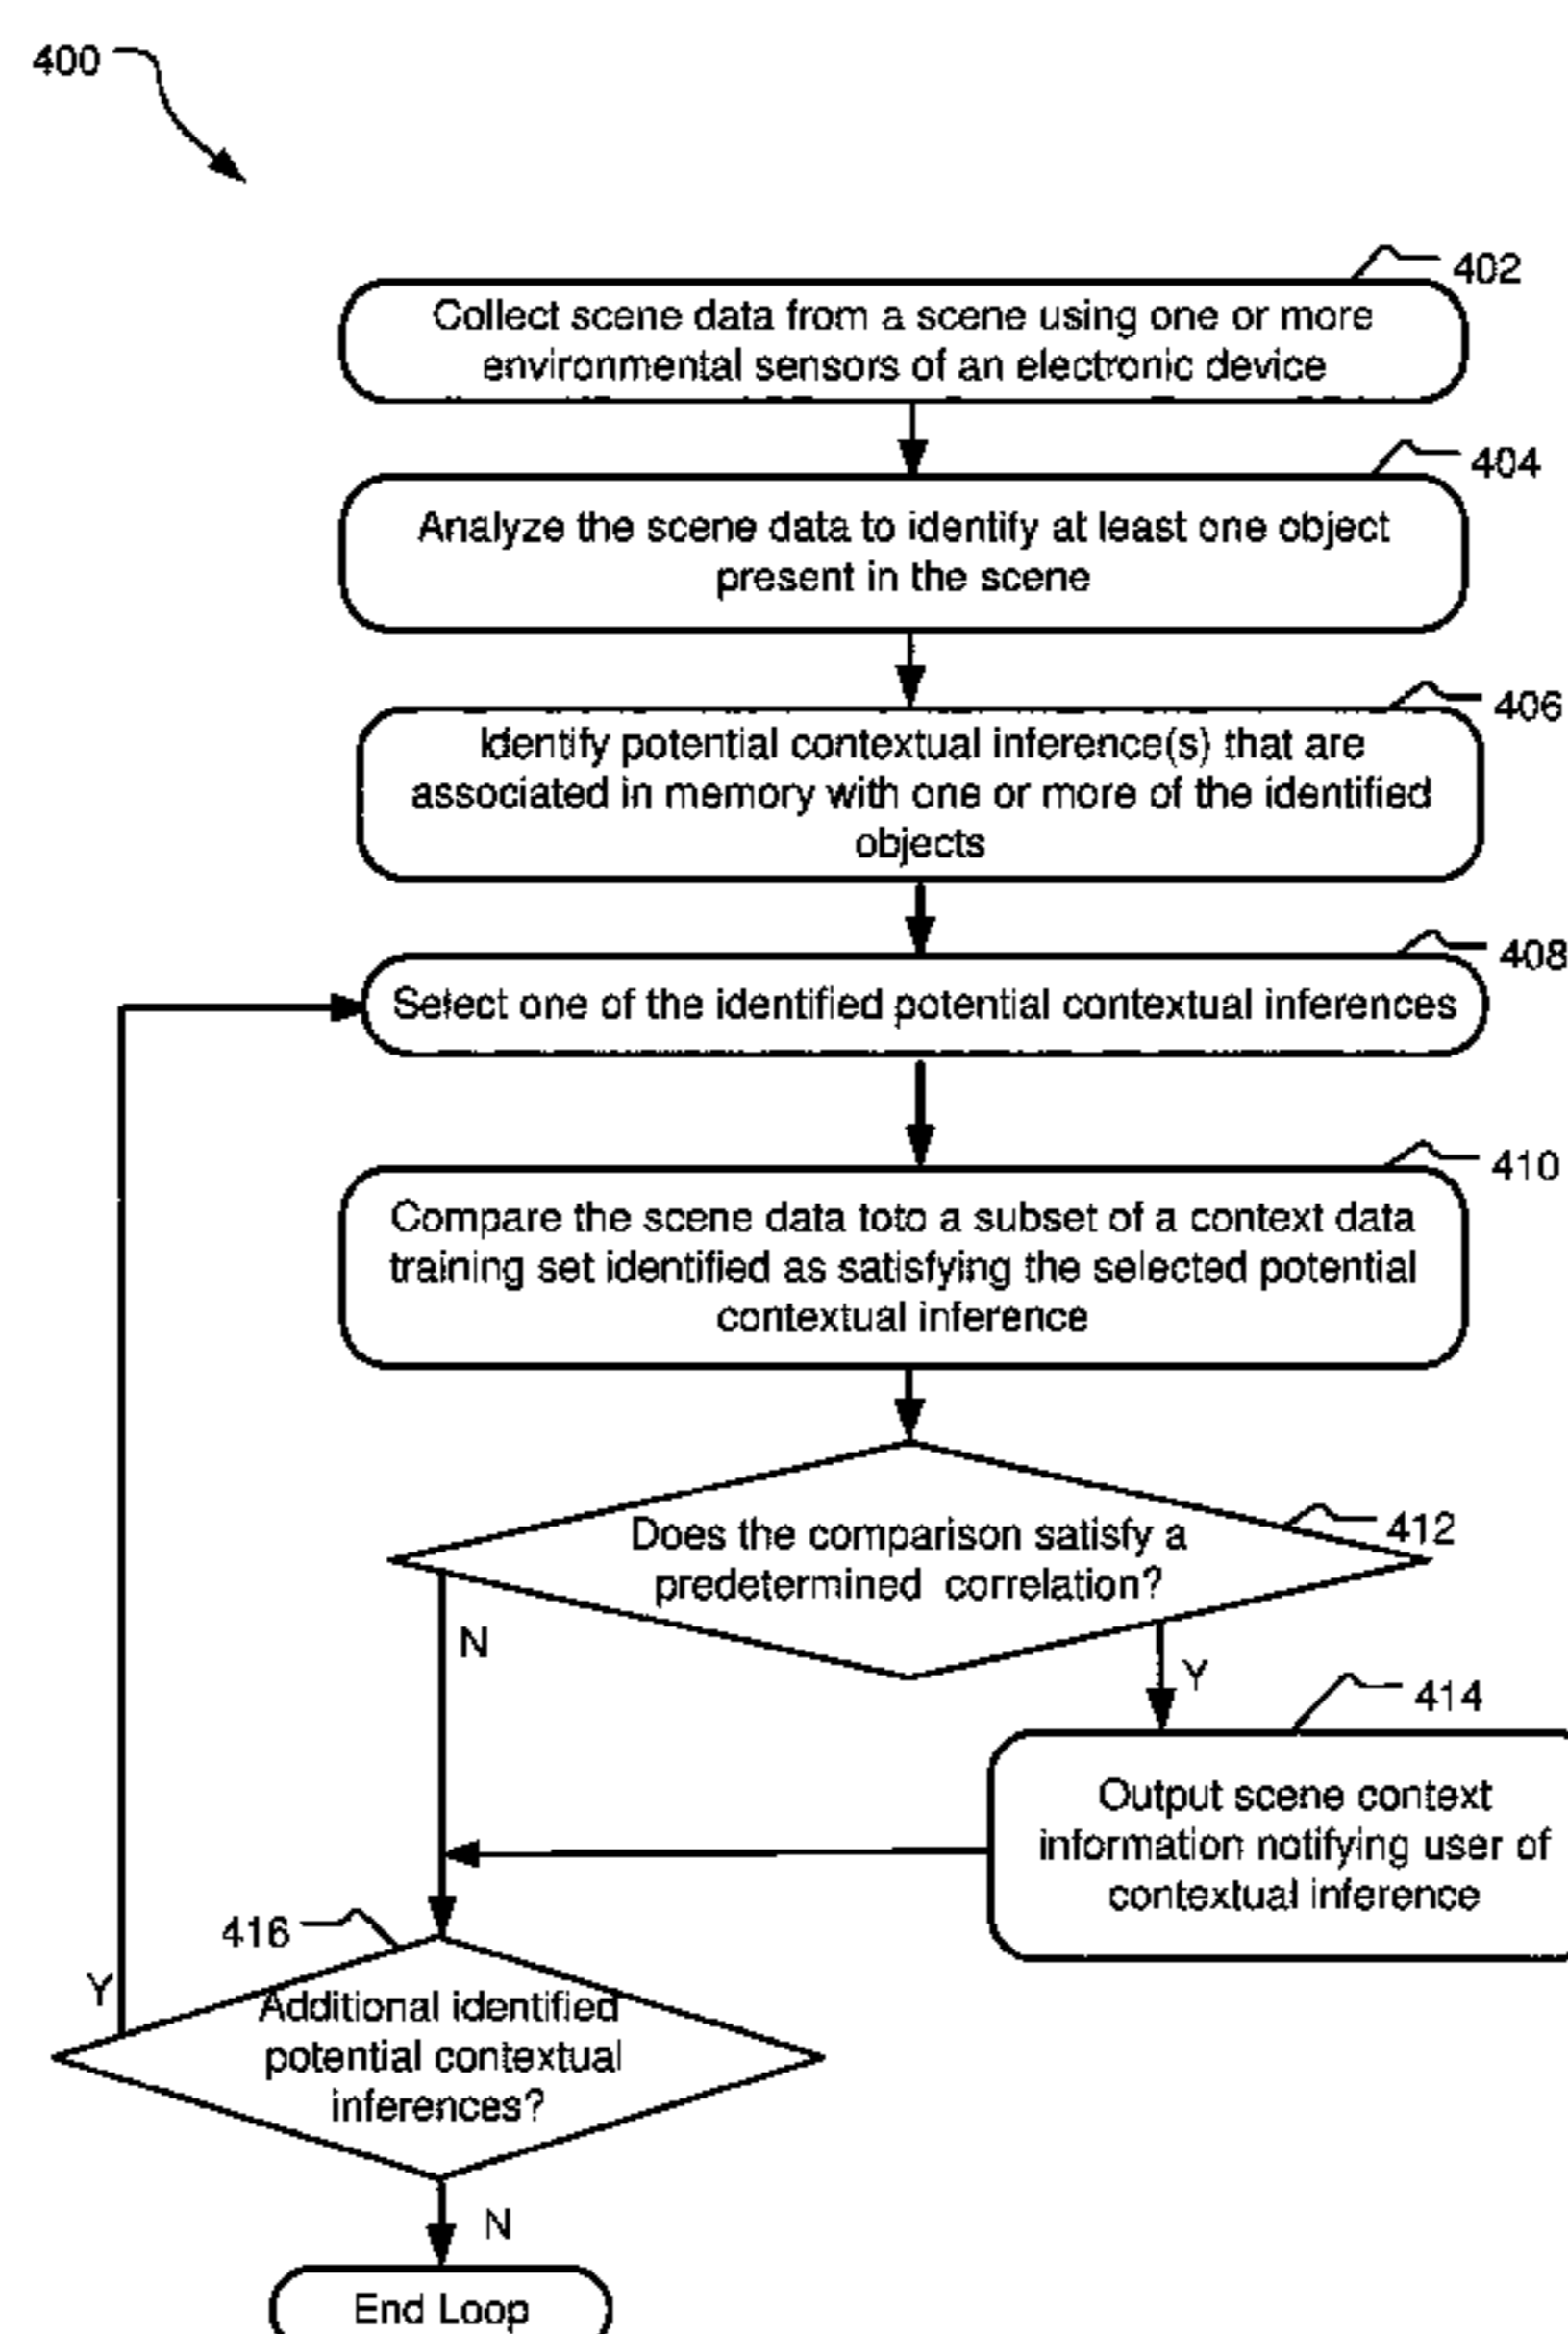 400
402
Collect scene data from a scene using one or more
environmental sensors of an electronic device
404
Analyze the scene data to identify at least one object
present in the scene
406
Identify potential contextual inference(s) that are
associated in memory with one or more of the identified
objects
408
Select one of the identified potential contextual inferences
410
Compare the scene data toto a subset of a context data
training set identified as satisfying the selected potential
contextual inference
412
Does the comparison satisfy a
predetermined correlation?
N
Y
414
Output scene context
information notifying user of
contextual inference
416
Y
Additional identified
potential contextual
inferences?
N
End Loop